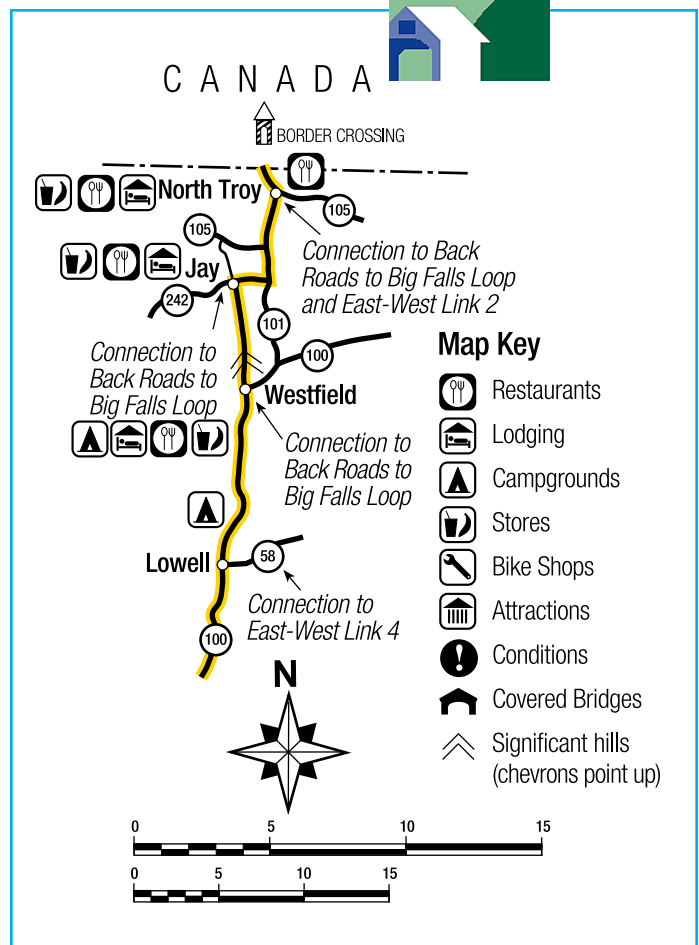 CANADA
BORDER CROSSING
North Troy
105
105
Connection to Back
Roads to Big Falls Loop
and East-West Link 2
Jay
242
101
100
Connection to
Back Roads to
Big Falls Loop
Westfield
Connection to
Back Roads to
Big Falls Loop
Lowell
58
Connection to
East-West Link 4
100
N
Map Key
Restaurants
Lodging
Campgrounds
Stores
Bike Shops
Attractions
Conditions
Covered Bridges
Significant hills
(chevrons point up)
0 5 10 15
0 5 10 15